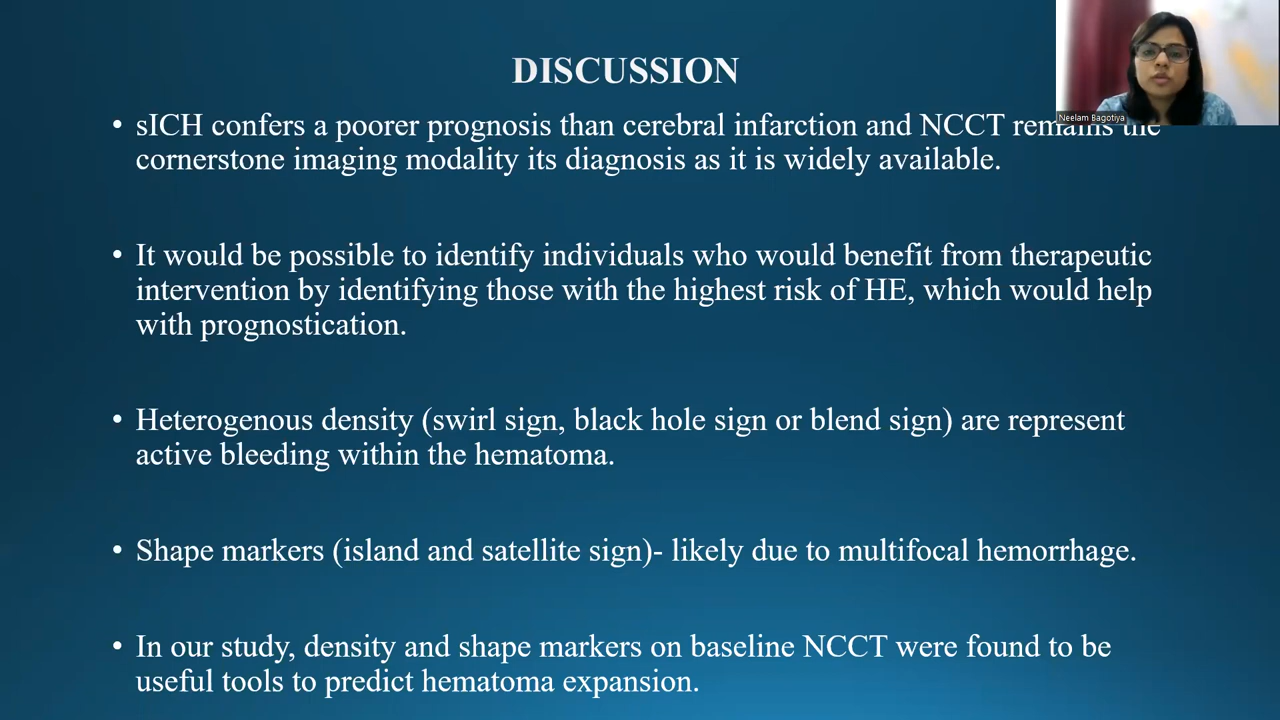 DISCUSSION
• sICH confers a poorer prognosis than cerebral infarction and NCCT remains the
cornerstone imaging modality its diagnosis as it is widely available.
• It would be possible to identify individuals who would benefit from therapeutic
intervention by identifying those with the highest risk of HE, which would help
with prognostication.
• Heterogenous density (swirl sign, black hole sign or blend sign) are represent
active bleeding within the hematoma.
• Shape markers (island and satellite sign)- likely due to multifocal hemorrhage.
• In our study, density and shape markers on baseline NCCT were found to be
useful tools to predict hematoma expansion.
Neelam Bagotiya